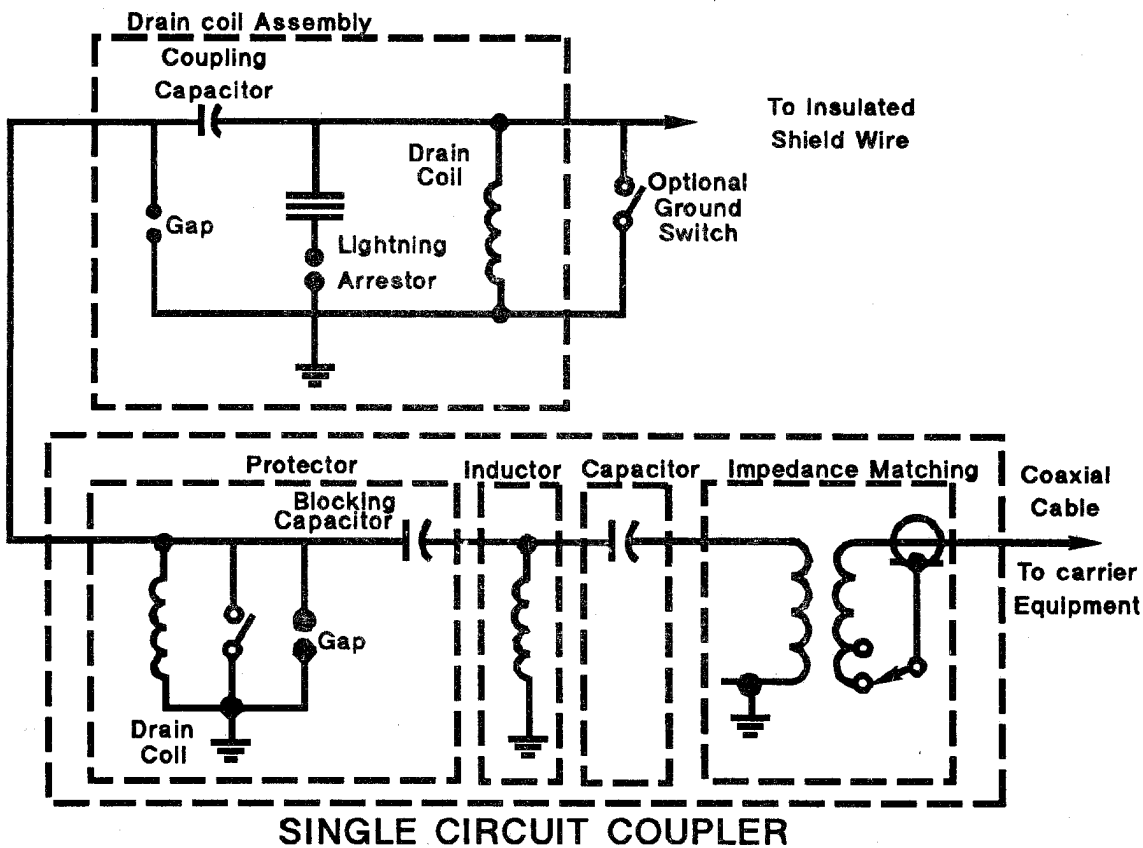 Drain coil Assembly
Coupling
Capacitor
To Insulated
Shield Wire
Drain
Coil
Optional
Ground
Switch
Gap
Lightning
Arrestor
Protector
Inductor
Capacitor
Impedance Matching
Coaxial
Cable
Blocking
Capacitor
To carrier
Equipment
Gap
Drain
Coil
SINGLE CIRCUIT COUPLER